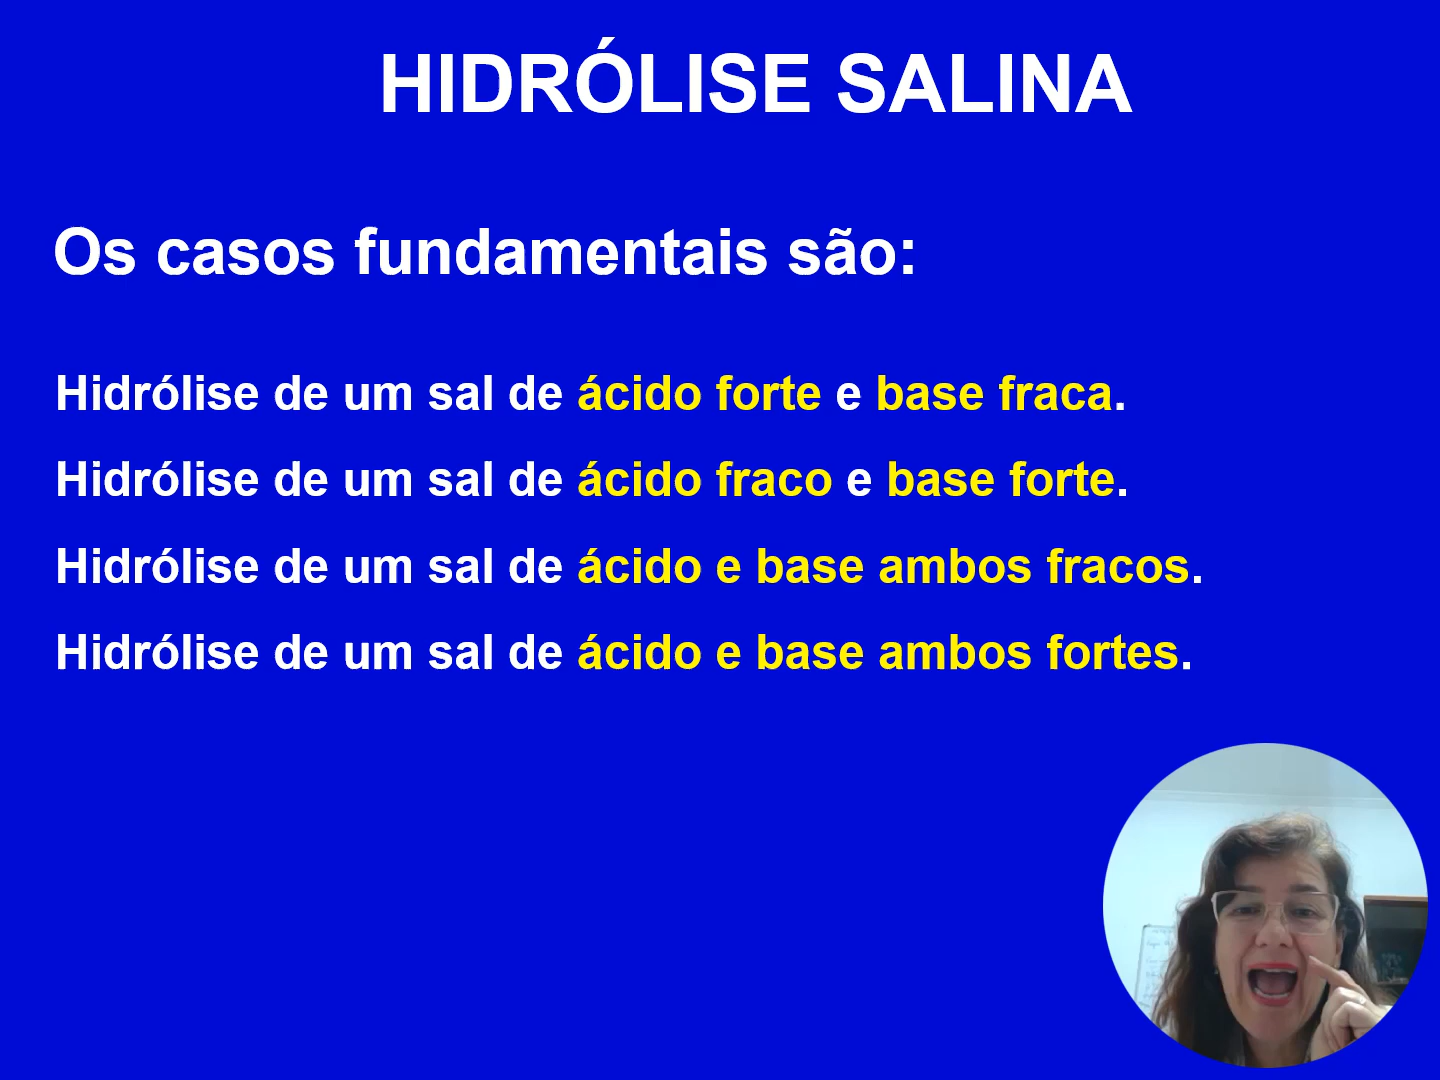 HIDRÓLISE SALINA
Os casos fundamentais são:
Hidrólise de um sal de ácido forte e base fraca.
Hidrólise de um sal de ácido fraco e base forte.
Hidrólise de um sal de ácido e base ambos fracos.
Hidrólise de um sal de ácido e base ambos fortes.